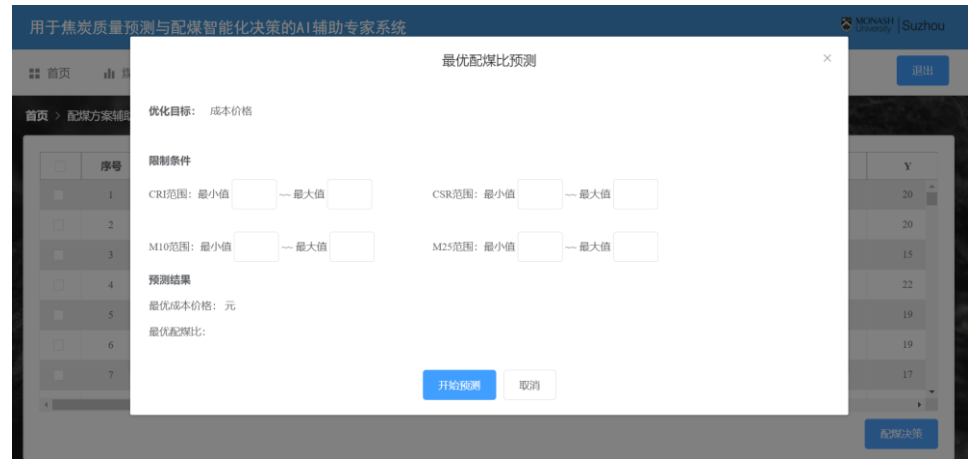 用于焦炭质量预测与配煤智能化决策的AI辅助专家系统
MONASH University Suzhou
首页
退出
首页 > 配煤方案辅助
最优配煤比预测
×
优化目标： 成本价格
限制条件
CRI范围：最小值 ~~ 最大值 CSR范围：最小值 ~~ 最大值
M10范围：最小值 ~~ 最大值 M25范围：最小值 ~~ 最大值
预测结果
最优成本价格：元
最优配煤比：
开始预测 取消
序号 Y
1 20
2 20
3 15
4 22
5 19
6 19
7 17
配煤决策